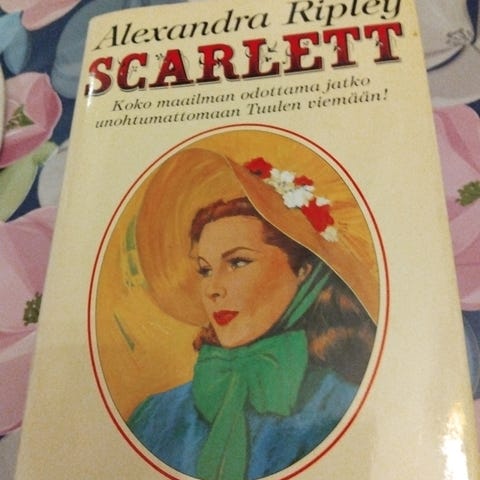 Alexandra Ripley
SCARLETT
Koko maailman odottama jatko
unohtumattomaan Tuulen viemään!